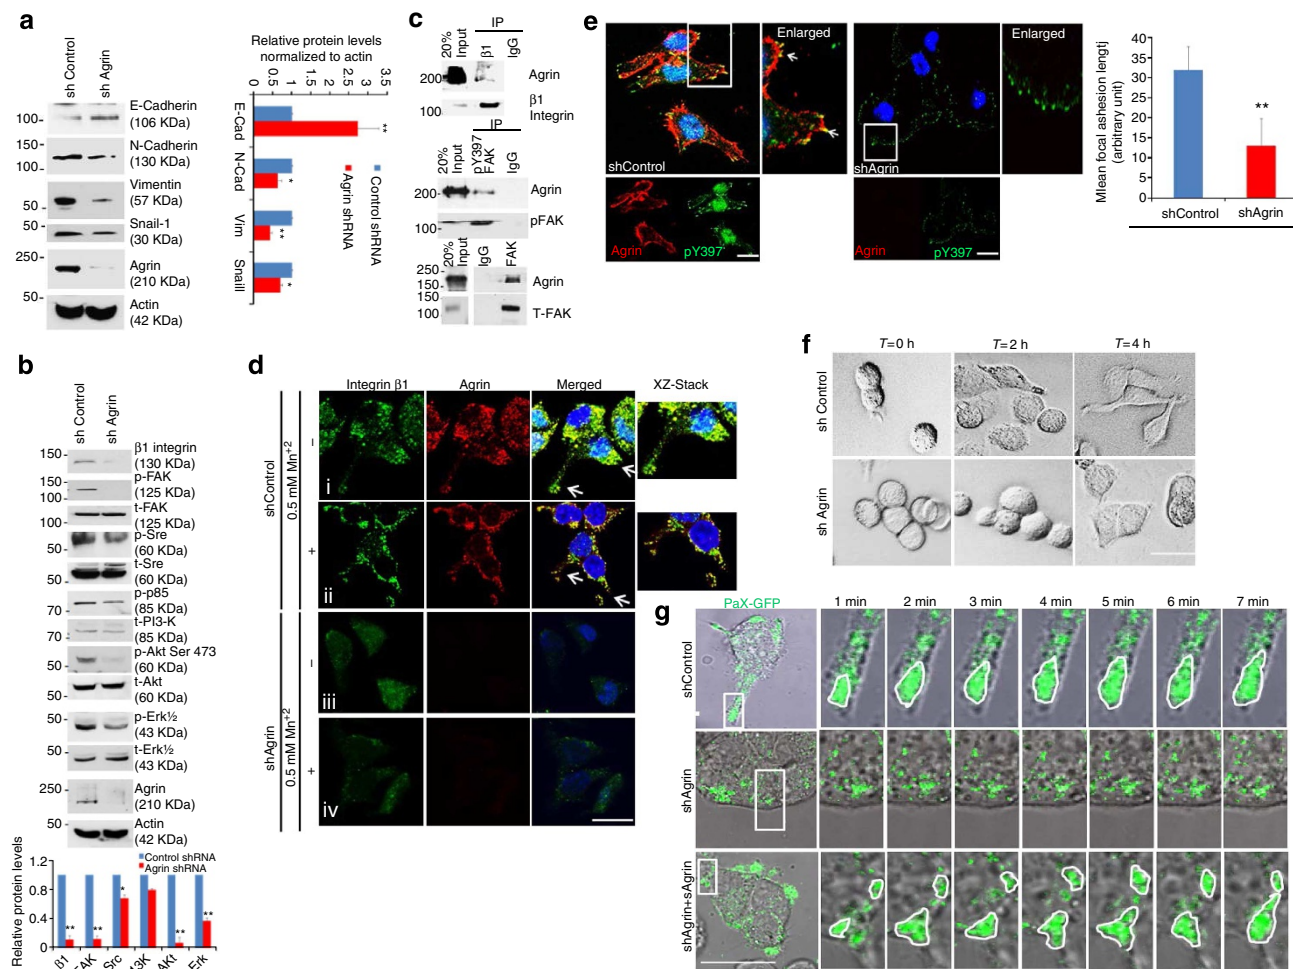 a
sh Control
sh Agrin
100-
E-Cadherin
(106 KDa)
150-
100-
N-Cadherin
(130 KDa)
50-
Vimentin
(57 KDa)
50-
Snail-1
(30 KDa)
250-
Agrin
(210 KDa)
50-
Actin
(42 KDa)
Relative protein levels
normalized to actin
0 0.5 1 1.5 2 2.5 3 3.5
E-Cad
**
N-Cad
*
Vim
**
Snaill
*
Control shRNA
Agrin shRNA
c
IP
20% Input
β1
IgG
200-
Agrin
100-
β1
Integrin
IP
20% Input
pY397 FAK
IgG
200-
Agrin
100-
pFAK
20% Input
IgG
FAK
250-
150-
Agrin
150
100
T-FAK
e
Enlarged
Enlarged
shControl
shAgrin
Agrin
pY397
Agrin
pY397
Mlean focal ashesion lengtj
(arbitrary unit)
40
35
30
25
20
15
10
5
0
**
shControl
shAgrin
b
sh Control
sh Agrin
150-
β1 integrin
(130 KDa)
150-
100-
p-FAK
(125 KDa)
100-
t-FAK
(125 KDa)
50-
p-Sre
(60 KDa)
50-
t-Sre
(60 KDa)
70-
p-p85
(85 KDa)
70-
t-PI3-K
(85 KDa)
50-
p-Akt Ser 473
(60 KDa)
50-
t-Akt
(60 KDa)
50-
p-Erk½
(43 KDa)
50-
t-Erk½
(43 KDa)
250-
Agrin
(210 KDa)
50-
Actin
(42 KDa)
Relative protein levels
1.2
0.8
0.4
0
Control shRNA
Agrin shRNA
**
**
*
**
**
β1
FAK
Src
I3K
AKt
Erk
d
Integrin β1
Agrin
Merged
XZ-Stack
shControl
0.5 mM Mn+2
–
+
i
ii
shAgrin
0.5 mM Mn+2
–
+
iii
iv
f
T=0 h
T=2 h
T=4 h
sh Control
sh Agrin
g
PaX-GFP
1 min
2 min
3 min
4 min
5 min
6 min
7 min
shControl
shAgrin
shAgrin+sAgrin